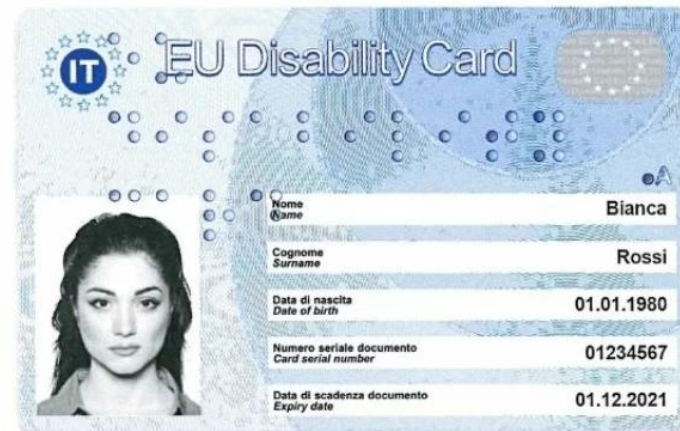 IT
EU Disability Card
A
Nome
Name
Bianca
Cognome
Surname
Rossi
Data di nascita
Date of birth
01.01.1980
Numero seriale documento
Card serial number
01234567
Data di scadenza documento
Expiry date
01.12.2021